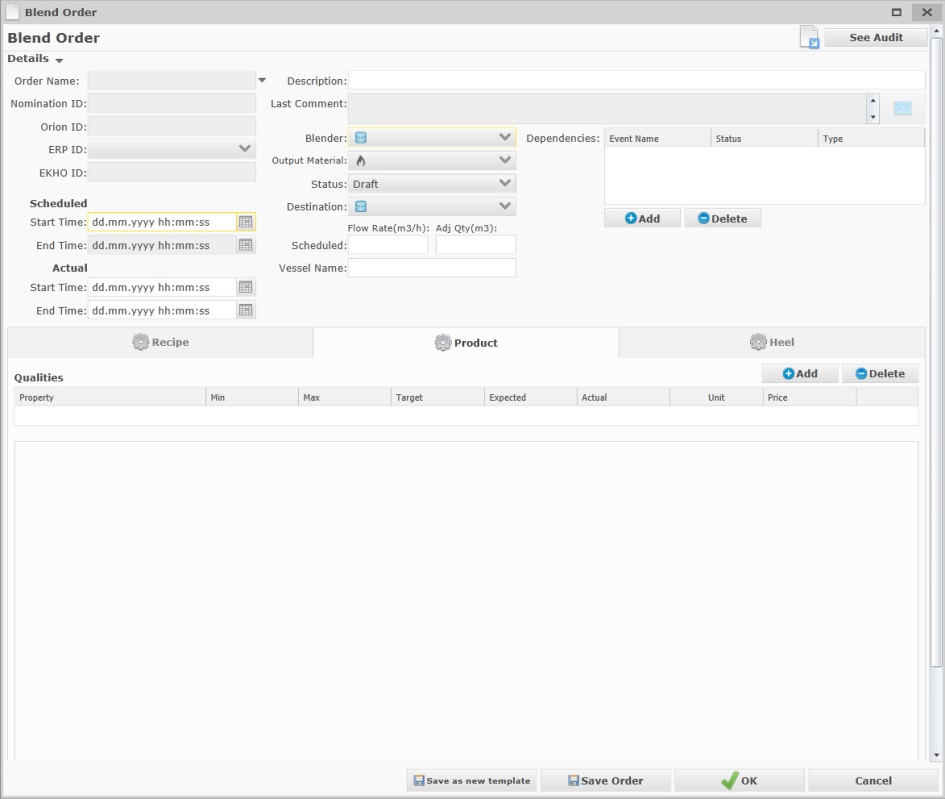 Blend Order
Blend Order
See Audit
Details
Order Name:
Description:
Nomination ID:
Last Comment:
Orion ID:
Blender:
Dependencies:
Event Name
Status
Type
ERP ID:
Output Material:
EKHO ID:
Status: Draft
Scheduled
Destination:
Start Time: dd.mm.yyyy hh:mm:ss
Add
Delete
Flow Rate(m3/h): Adj Qty(m3):
End Time: dd.mm.yyyy hh:mm:ss
Scheduled:
Actual
Vessel Name:
Start Time: dd.mm.yyyy hh:mm:ss
End Time: dd.mm.yyyy hh:mm:ss
Recipe
Product
Heel
Qualities
Add
Delete
Property
Min
Max
Target
Expected
Actual
Unit
Price
Save as new template
Save Order
OK
Cancel